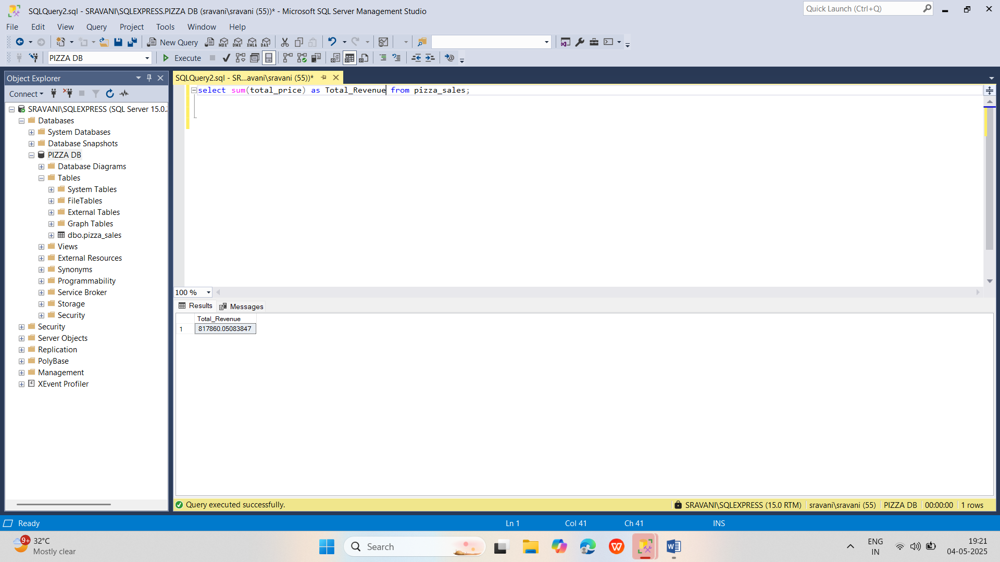 SQLQuery2.sql - SRAVANI\SQLEXPRESS.PIZZA DB (sravani\sravani (55))* - Microsoft SQL Server Management Studio
Quick Launch (Ctrl+Q)
File Edit View Query Project Tools Window Help
New Query
MDX DMX XMLA DAX
PIZZA DB
Execute
Object Explorer
SQLQuery2.sql - SR...avani\sravani (55))*
Connect
select sum(total_price) as Total_Revenue from pizza_sales;
SRAVANI\SQLEXPRESS (SQL Server 15.0.
Databases
System Databases
Database Snapshots
PIZZA DB
Database Diagrams
Tables
System Tables
FileTables
External Tables
Graph Tables
dbo.pizza_sales
Views
External Resources
Synonyms
Programmability
Service Broker
Storage
Security
Security
Server Objects
Replication
PolyBase
Management
XEvent Profiler
100 %
Results Messages
Total_Revenue
1 817860.05083847
Query executed successfully.
SRAVANI\SQLEXPRESS (15.0 RTM) sravani\sravani (55) PIZZA DB 00:00:00 1 rows
Ready Ln 1 Col 41 Ch 41 INS
9+
32°C
Mostly clear
Search
ENG
IN
19:21
04-05-2025